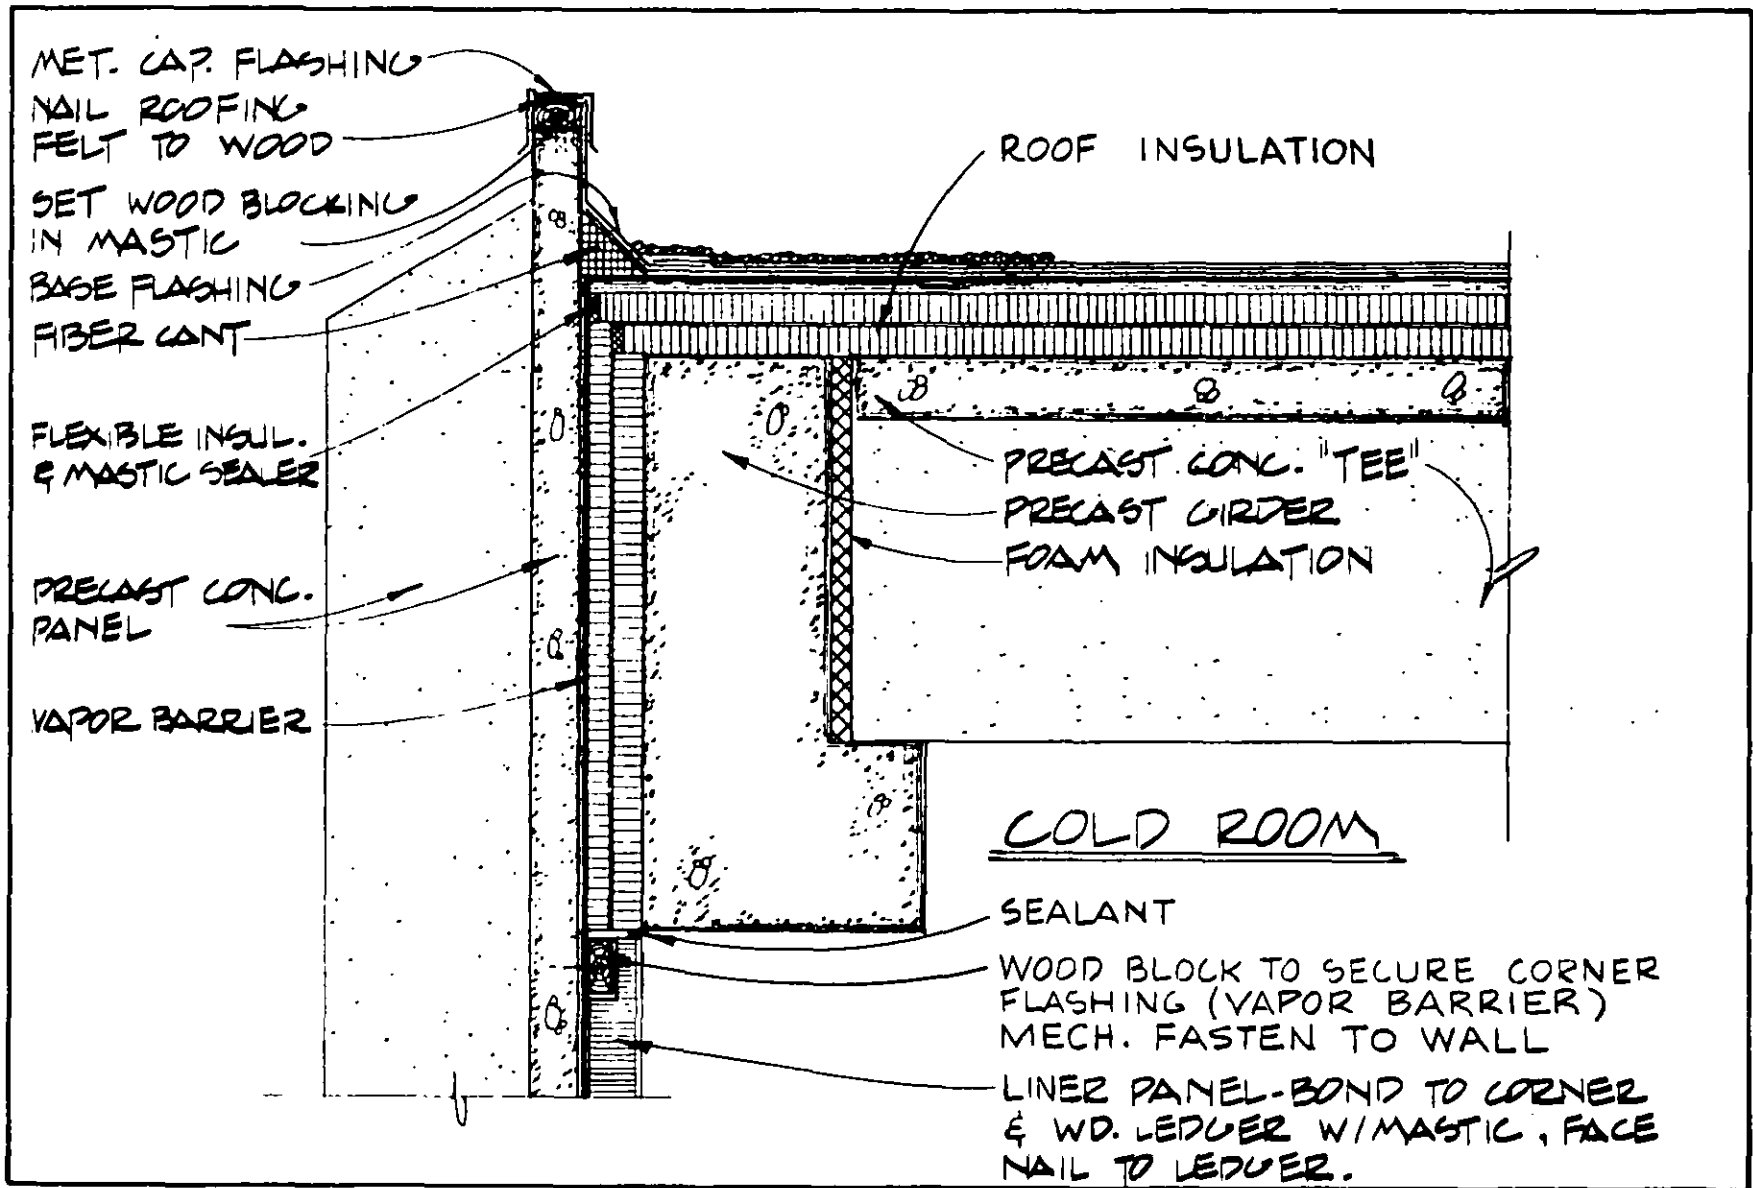 MET. CAP. FLASHING
NAIL ROOFING
FELT TO WOOD
SET WOOD BLOCKING
IN MASTIC
BASE FLASHING
FIBER CANT
FLEXIBLE INSUL.
& MASTIC SEALER
PRECAST CONC.
PANEL
VAPOR BARRIER
ROOF INSULATION
PRECAST CONC. "TEE"
PRECAST GIRDER
FOAM INSULATION
COLD ROOM
SEALANT
WOOD BLOCK TO SECURE CORNER
FLASHING (VAPOR BARRIER)
MECH. FASTEN TO WALL
LINER PANEL-BOND TO CORNER
& WD. LEDGER W/MASTIC, FACE
NAIL TO LEDGER.